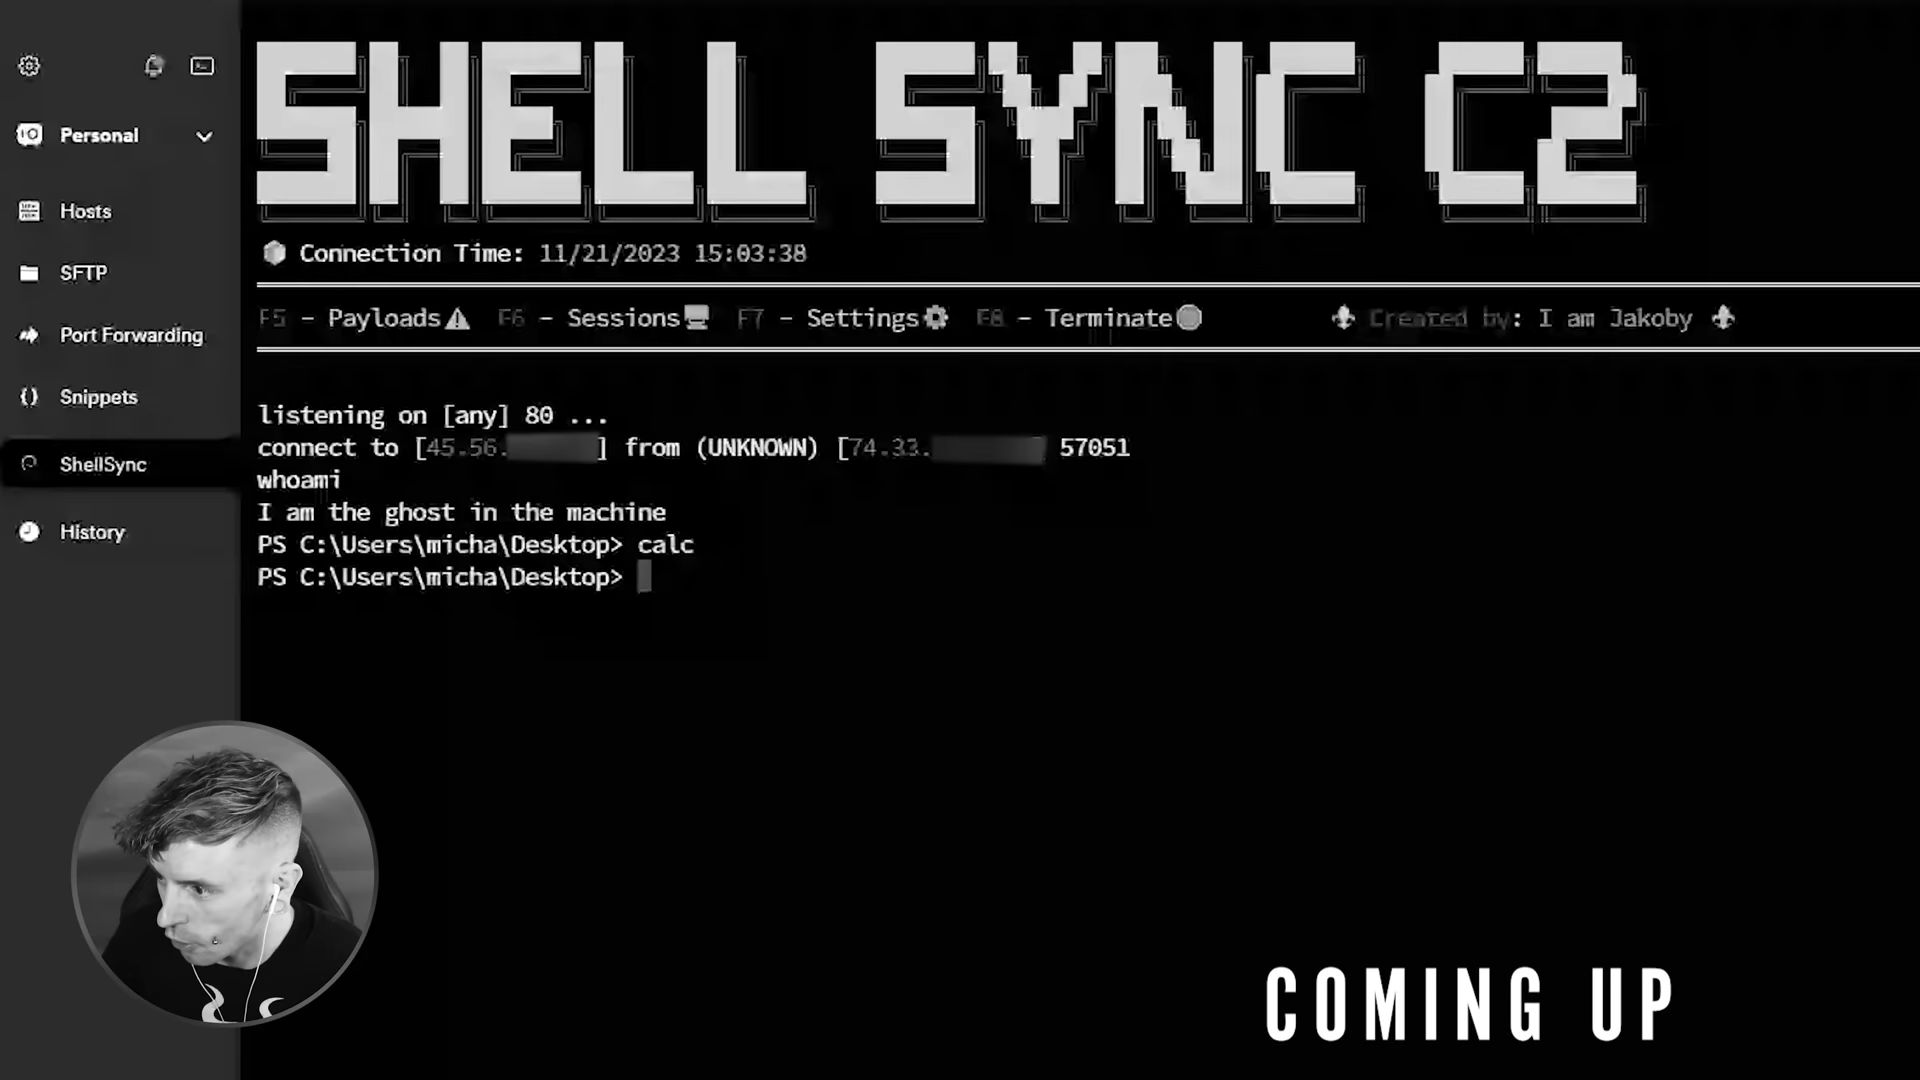 SHELL SYNC C2
Personal
Hosts
SFTP
Port Forwarding
Snippets
ShellSync
History
Connection Time: 11/21/2023 15:03:38
F5 - Payloads F6 - Sessions F7 - Settings F8 - Terminate Created by: I am Jakoby
listening on [any] 80 ...
connect to [45.56. ] from (UNKNOWN) [74.33. 57051
whoami
I am the ghost in the machine
PS C:\Users\micha\Desktop> calc
PS C:\Users\micha\Desktop>
COMING UP